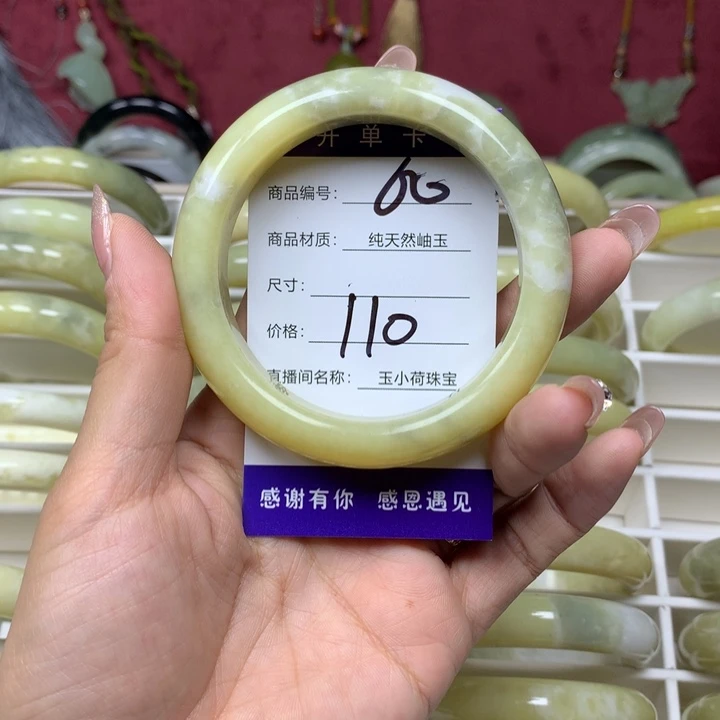 开单卡
商品编号： 60
商品材质： 纯天然岫玉
尺寸：
价格： 110
直播间名称： 玉小荷珠宝
感谢有你 感恩遇见